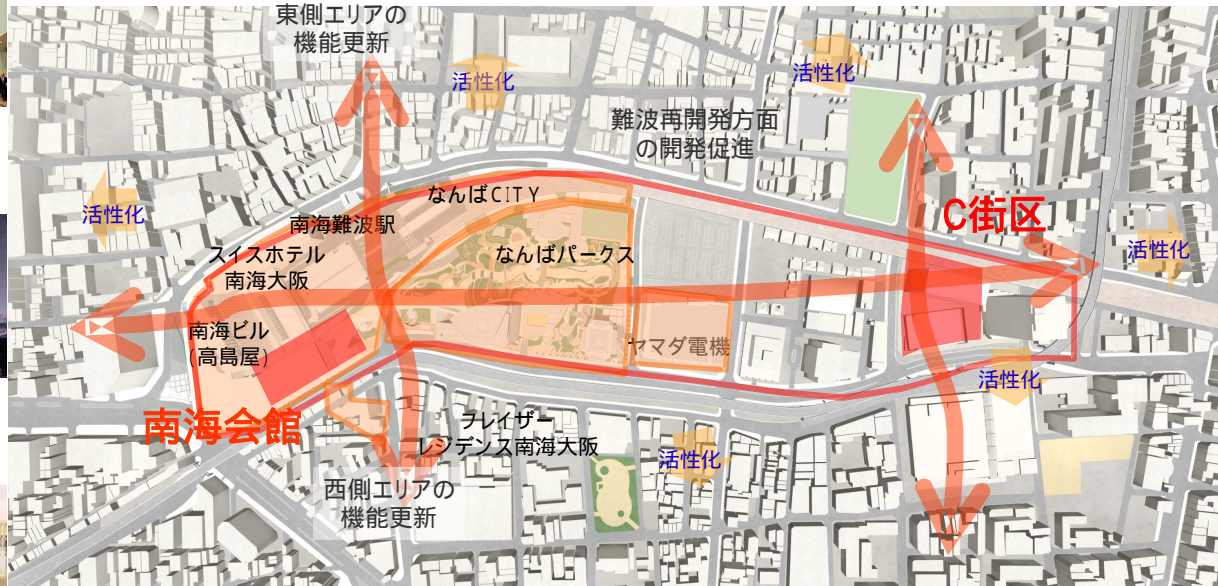 東側エリアの
機能更新
活性化
活性化
難波再開発方面
の開発促進
なんばCITY
活性化
南海難波駅
C街区
スイスホテル
南海大阪
なんばパークス
活性化
南海ビル
(高島屋)
ヤマダ電機
活性化
南海会館
フレイザー
レジデンス南海大阪
活性化
西側エリアの
機能更新